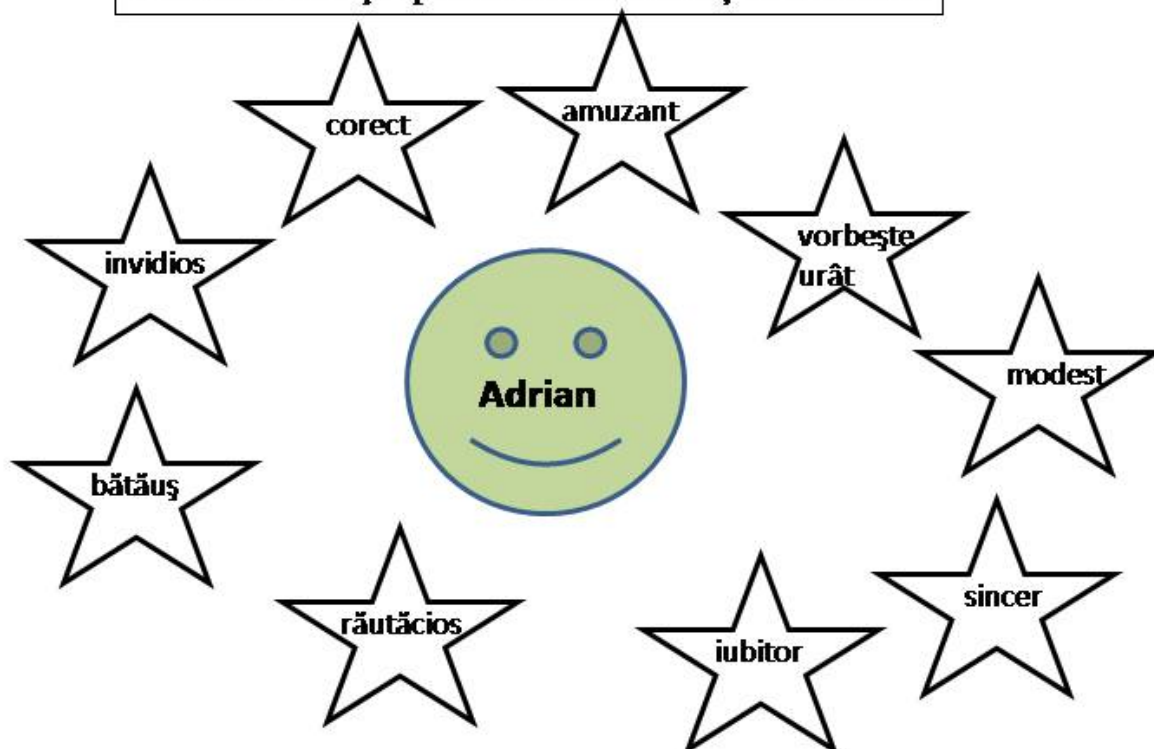 corect
amuzant
invidios
vorbeşte
urât
modest
Adrian
bătăuş
sincer
răutăcios
iubitor